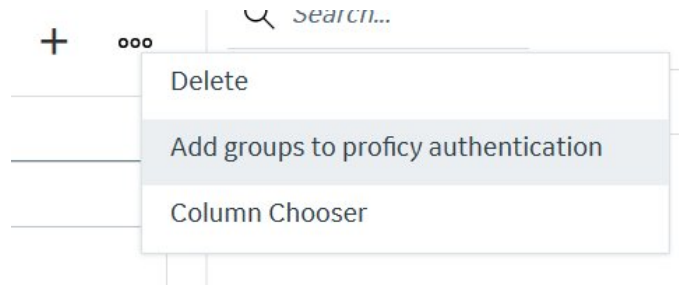 Search...
Delete
Add groups to proficy authentication
Column Chooser